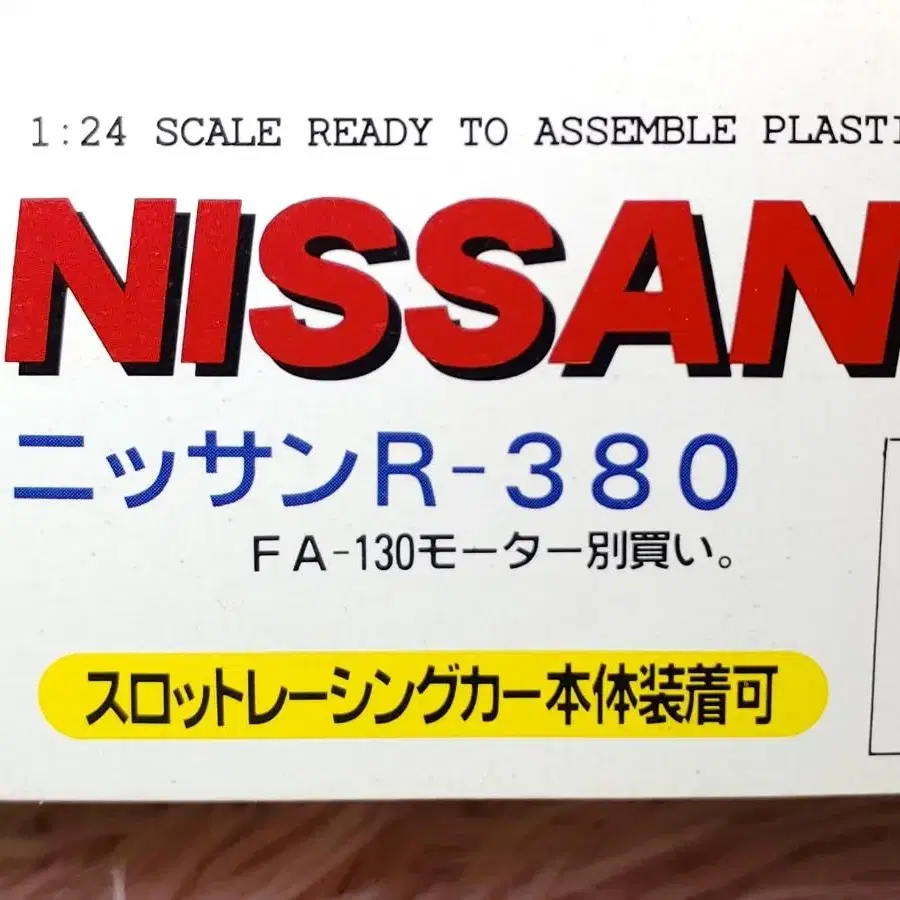 1:24 SCALE READY TO ASSEMBLE PLASTI
NISSAN
ニッサンR-380
FA-130モーター別買い。
スロットレーシングカー本体装着可